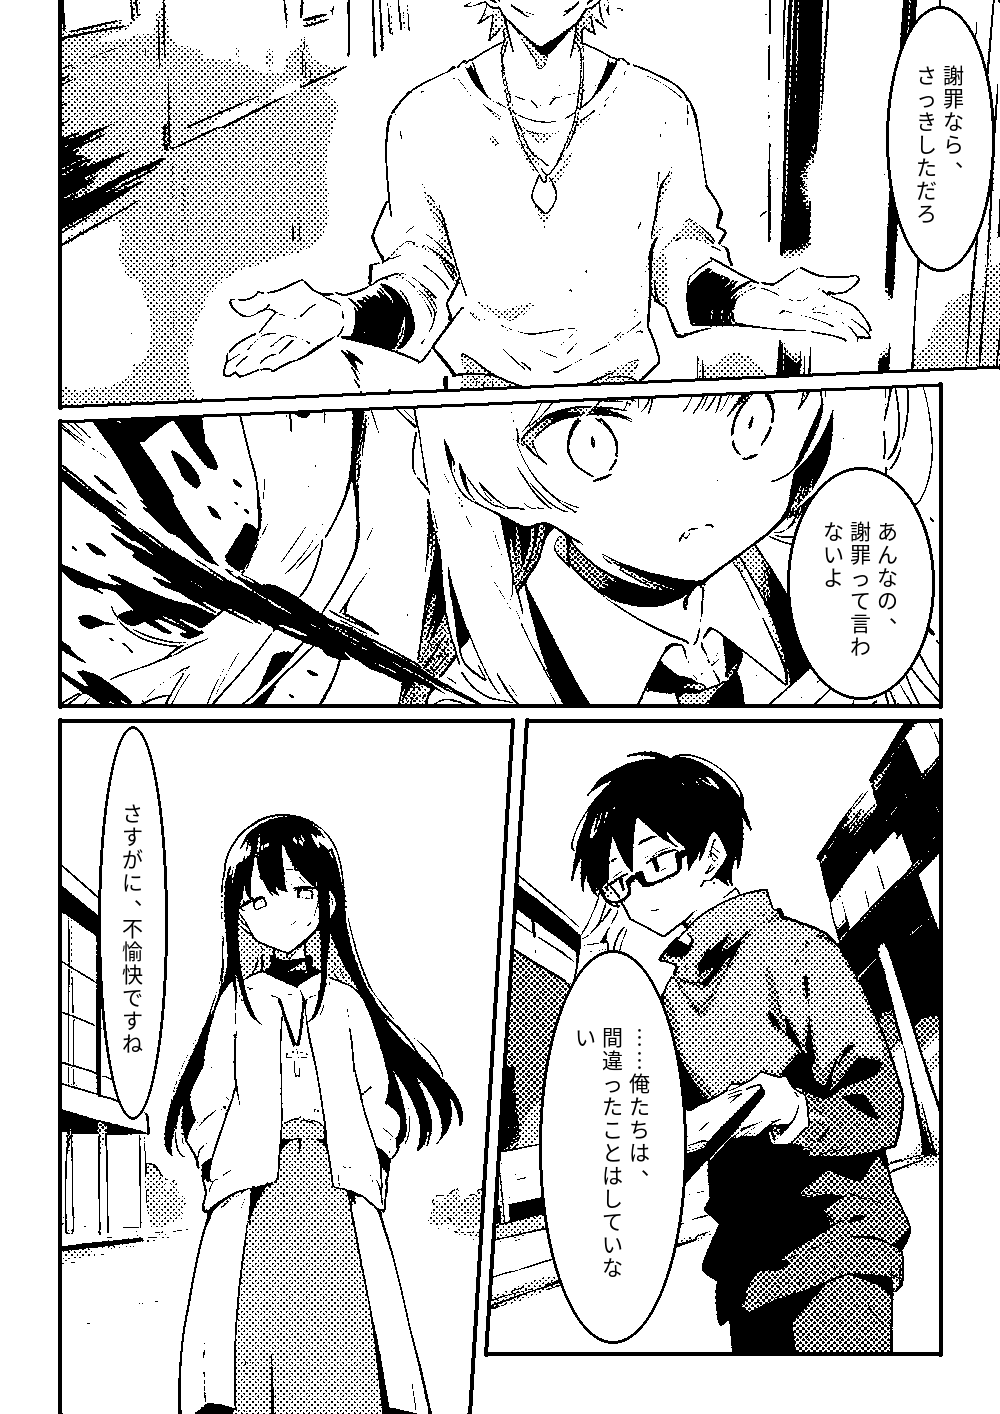 謝罪なら、
さっきしただろ
あんなの、
謝罪って言わ
ないよ
……俺たちは、
間違ったことはしていな
い
さすがに、不愉快ですね